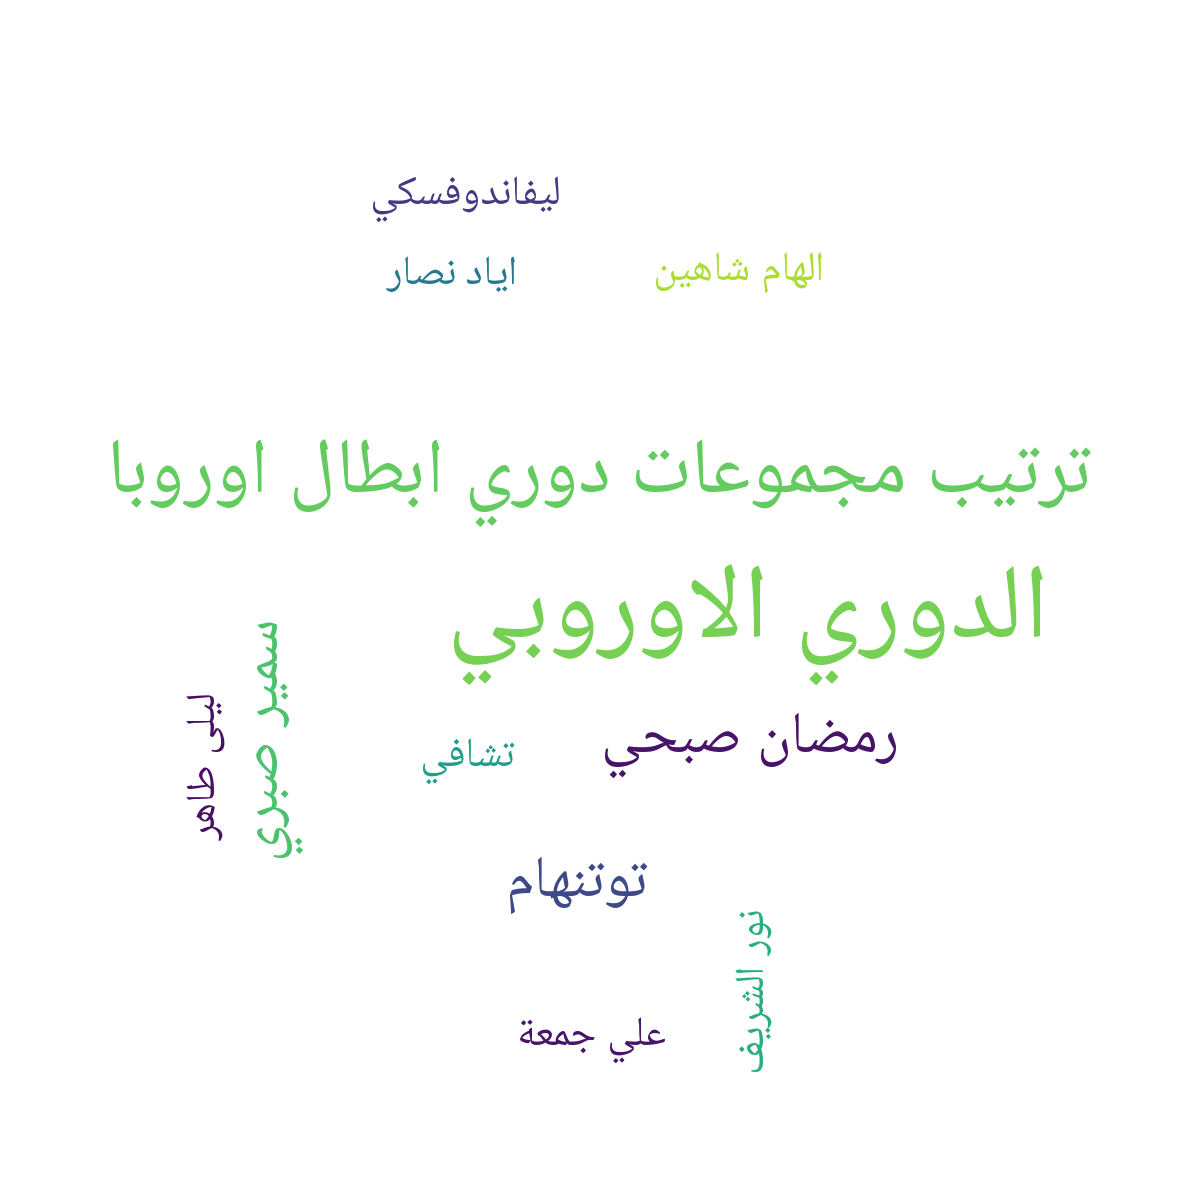 ليفاندوفسكي
الهام شاهين
اياد نصار
ترتيب مجموعات دوري ابطال اوروبا
الدوري الاوروبي
سمير صبري
ليلى طاهر
رمضان صبحي
تشافي
توتنهام
نور الشريف
علي جمعة